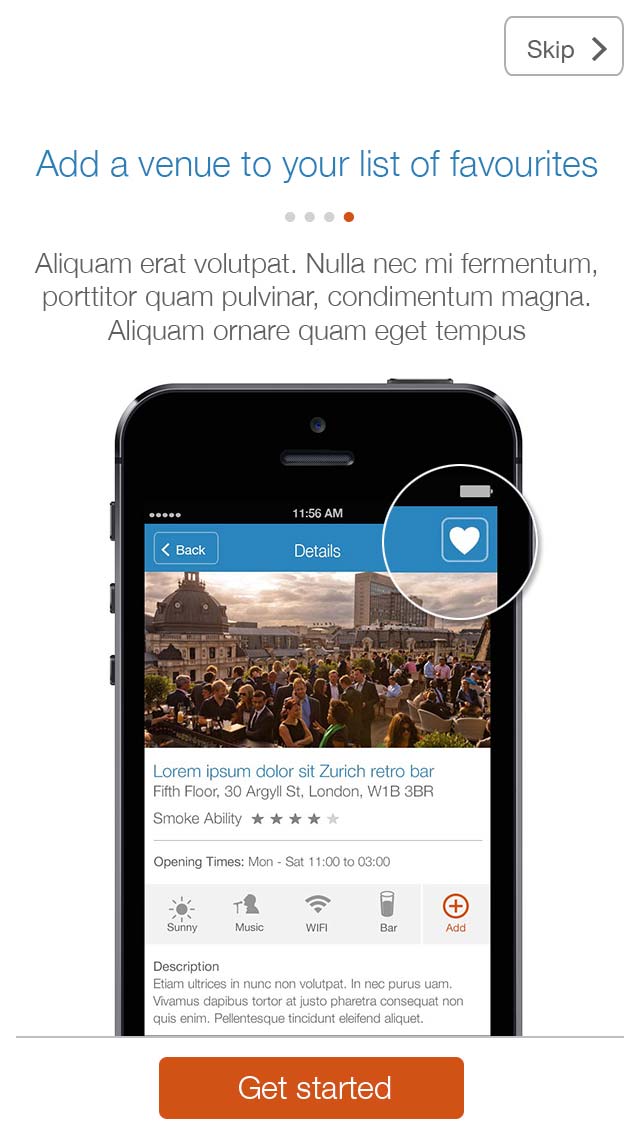 Skip
Add a venue to your list of favourites
Aliquam erat volutpat. Nulla nec mi fermentum,
porttitor quam pulvinar, condimentum magna.
Aliquam ornare quam eget tempus
11:56 AM
Back
Details
Lorem ipsum dolor sit Zurich retro bar
Fifth Floor, 30 Argyll St, London, W1B 3BR
Smoke Ability
Opening Times: Mon - Sat 11:00 to 03:00
Sunny Music WIFI Bar Add
Description
Etiam ultrices in nunc non volutpat. In nec purus uam.
Vivamus dapibus tortor at justo pharetra consequat non
quis enim. Pellentesque tincidunt eleifend aliquet.
Get started